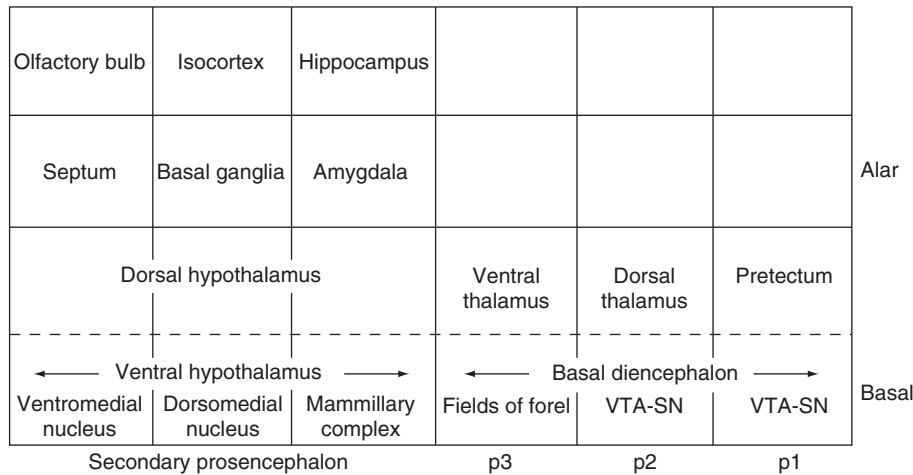 Olfactory bulb Isocortex Hippocampus
Septum Basal ganglia Amygdala Alar
Dorsal hypothalamus Ventral thalamus Dorsal thalamus Pretectum
Ventral hypothalamus Basal diencephalon
Ventromedial nucleus Dorsomedial nucleus Mammillary complex Fields of forel VTA-SN VTA-SN Basal
Secondary prosencephalon p3 p2 p1